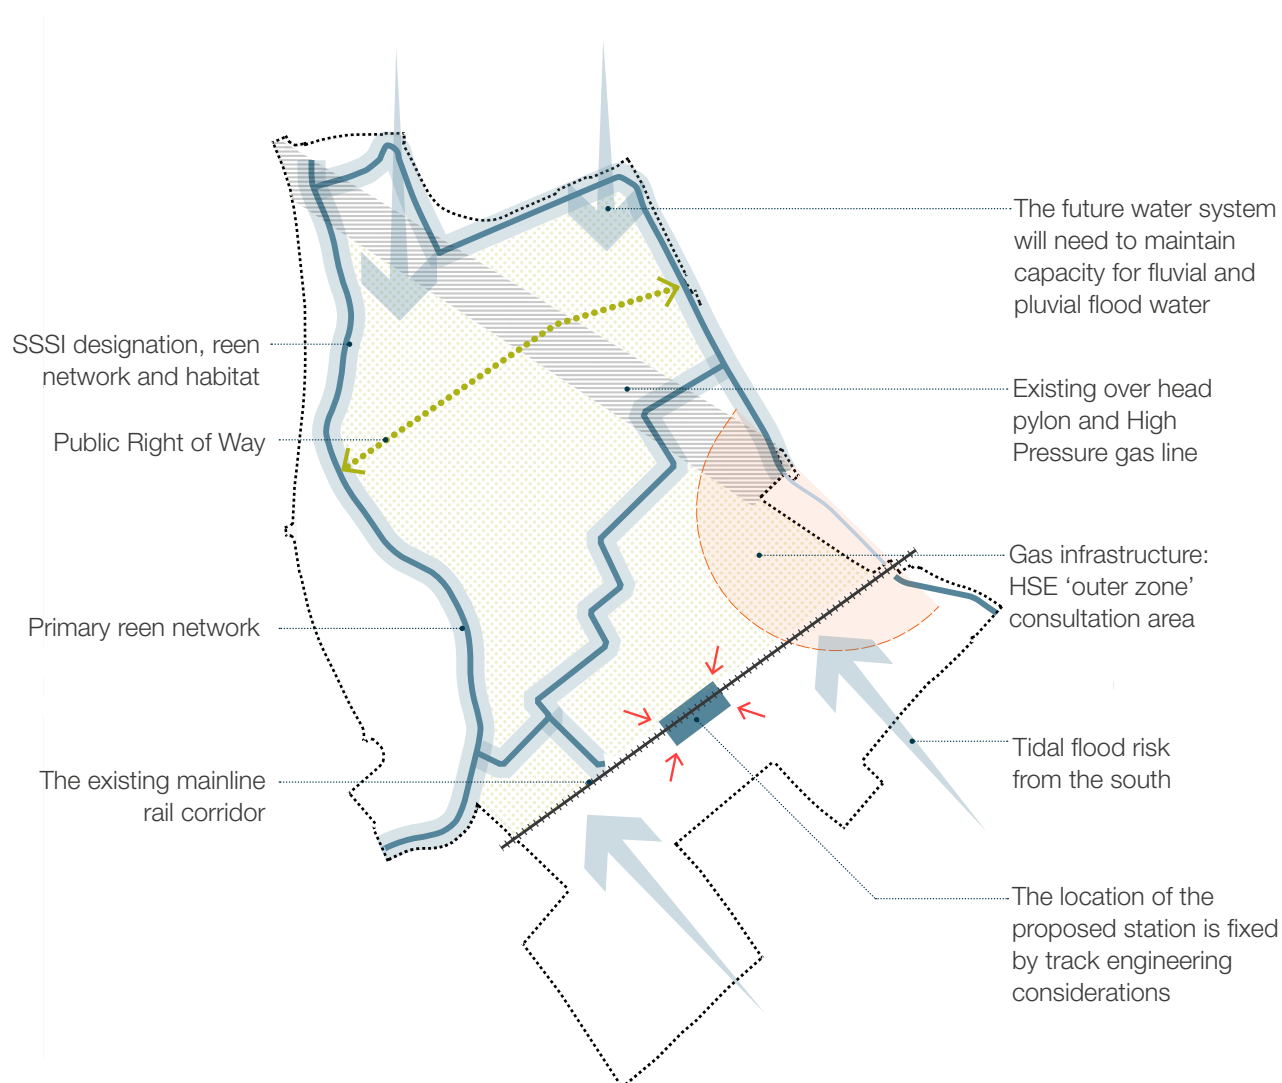 SSSI designation, reen
network and habitat
Public Right of Way
Primary reen network
The existing mainline
rail corridor
The future water system
will need to maintain
capacity for fluvial and
pluvial flood water
Existing over head
pylon and High
Pressure gas line
Gas infrastructure:
HSE ‘outer zone’
consultation area
Tidal flood risk
from the south
The location of the
proposed station is fixed
by track engineering
considerations